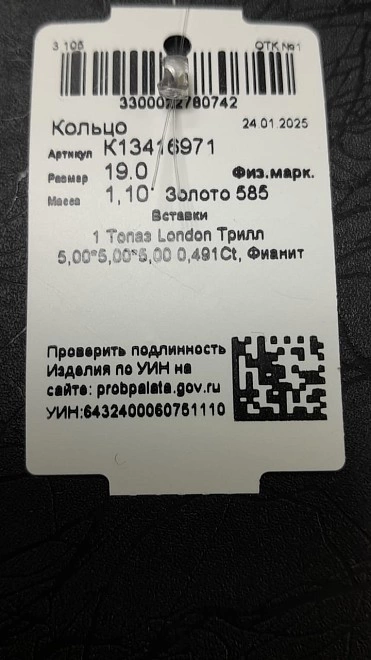 3 105 ОТК №1
3300072780742
Кольцо 24.01.2025
Артикул К13416971
Размер 19.0 Физ.марк.
Масса 1,10 Золото 585
Вставки
1 Топаз London Трилл
5,00*5,00*5,00 0,491Ct, Фианит
Проверить подлинность
Изделия по УИН на
сайте: probpalata.gov.ru
УИН:6432400060751110